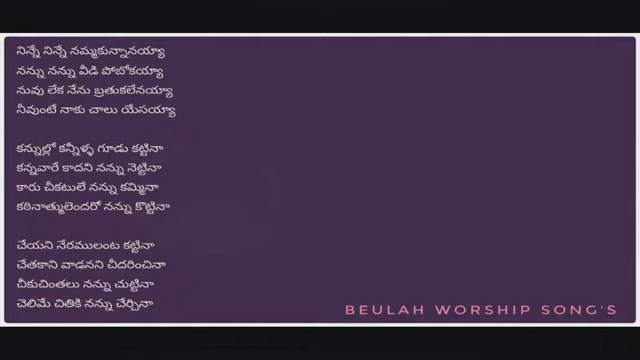 నిన్నే నిన్నే నమ్మకున్నానయ్యా
నన్ను నన్ను వీడి పోబోకయ్యా
నువు లేక నేను బ్రతుకలేనయ్యా
నీవుంటే నాకు చాలు యేసయ్యా
కన్నుల్లో కన్నీళ్ళ గూడు కట్టినా
కన్నవారే కాదని నన్ను నెట్టినా
కారు చీకటులే నన్ను కమ్మినా
కఠినాత్ములెందరో నన్ను కొట్టినా
చేయని నేరములంట కట్టినా
చేతకాని వాడనని చీదరించినా
చీకుచింతలు నన్ను చుట్టినా
చెలిమే చితికి నన్ను చేర్చినా
BEULAH WORSHIP SONG'S